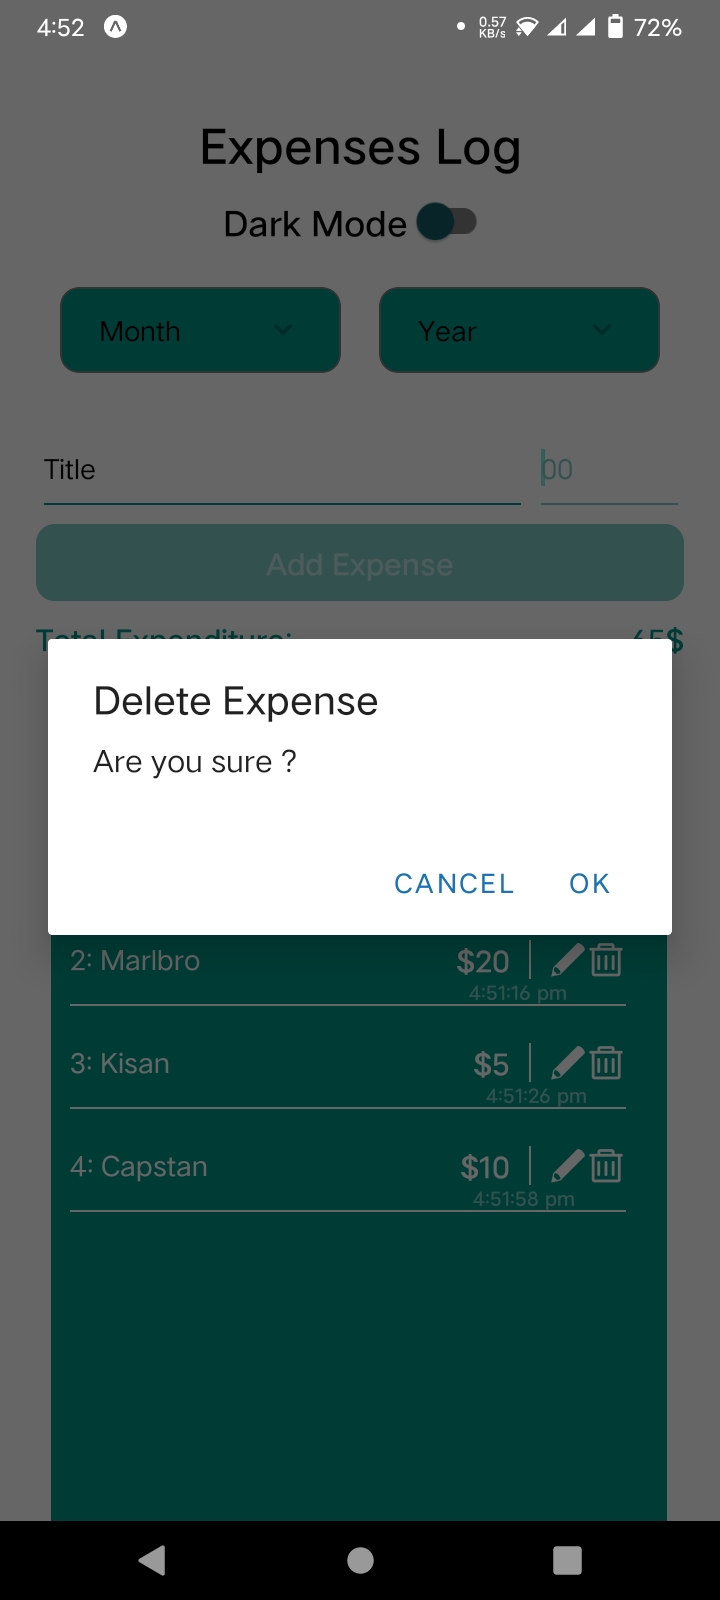 4:52
0.57
KB/s
72%
Expenses Log
Dark Mode
Month
Year
Title
00
Add Expense
Total Expenditure: 65$
Delete Expense
Are you sure ?
CANCEL OK
2: Marlbro $20
4:51:16 pm
3: Kisan $5
4:51:26 pm
4: Capstan $10
4:51:58 pm